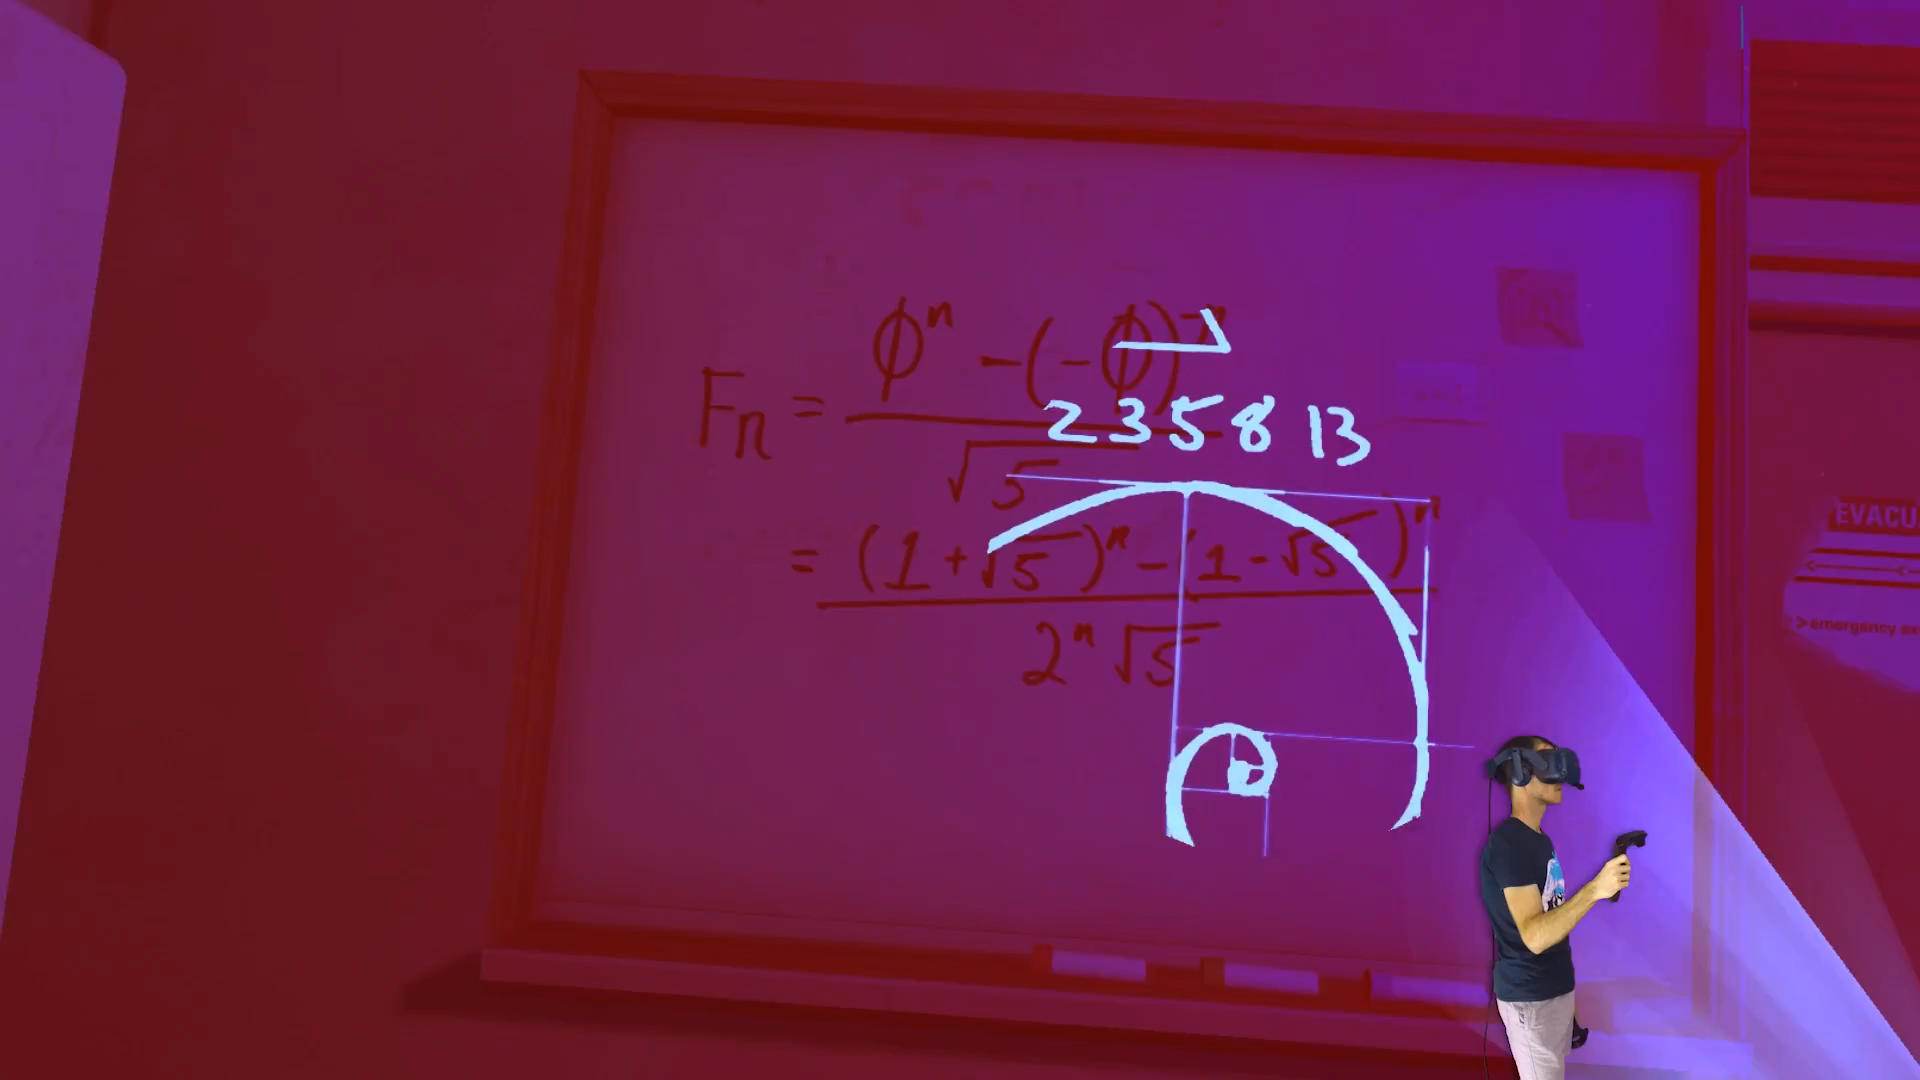 Fn = ϕ^n - (-ϕ)^-n / √5
2 3 5 8 13
= (1+√5)^n - (1-√5)^n / 2^n √5
EVACU
>emergency ex